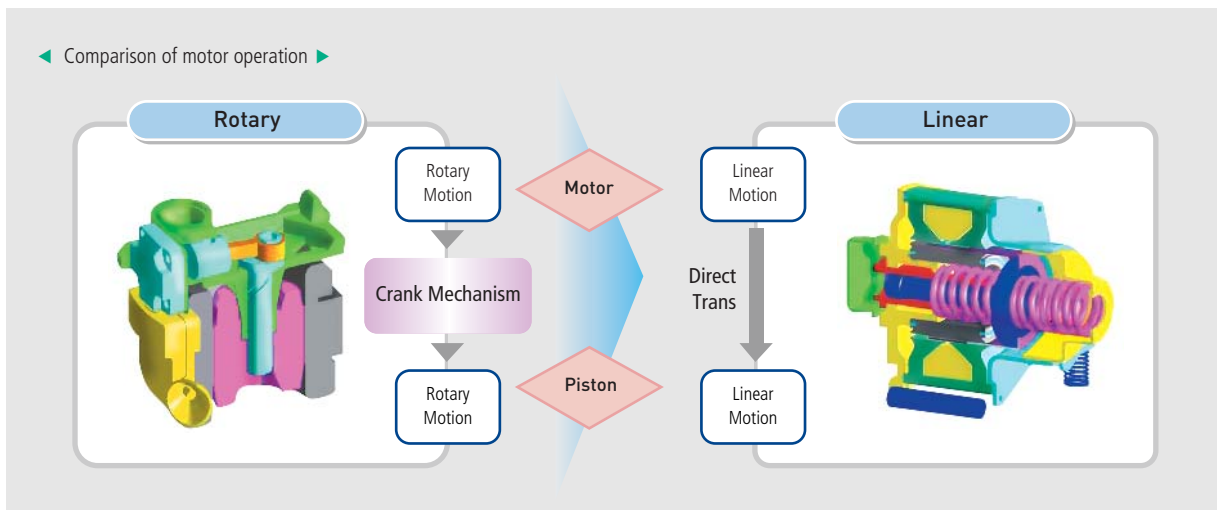 ◀ Comparison of motor operation ▶
Rotary
Rotary
Motion
Crank Mechanism
Rotary
Motion
Motor
Piston
Linear
Linear
Motion
Direct
Trans
Linear
Motion